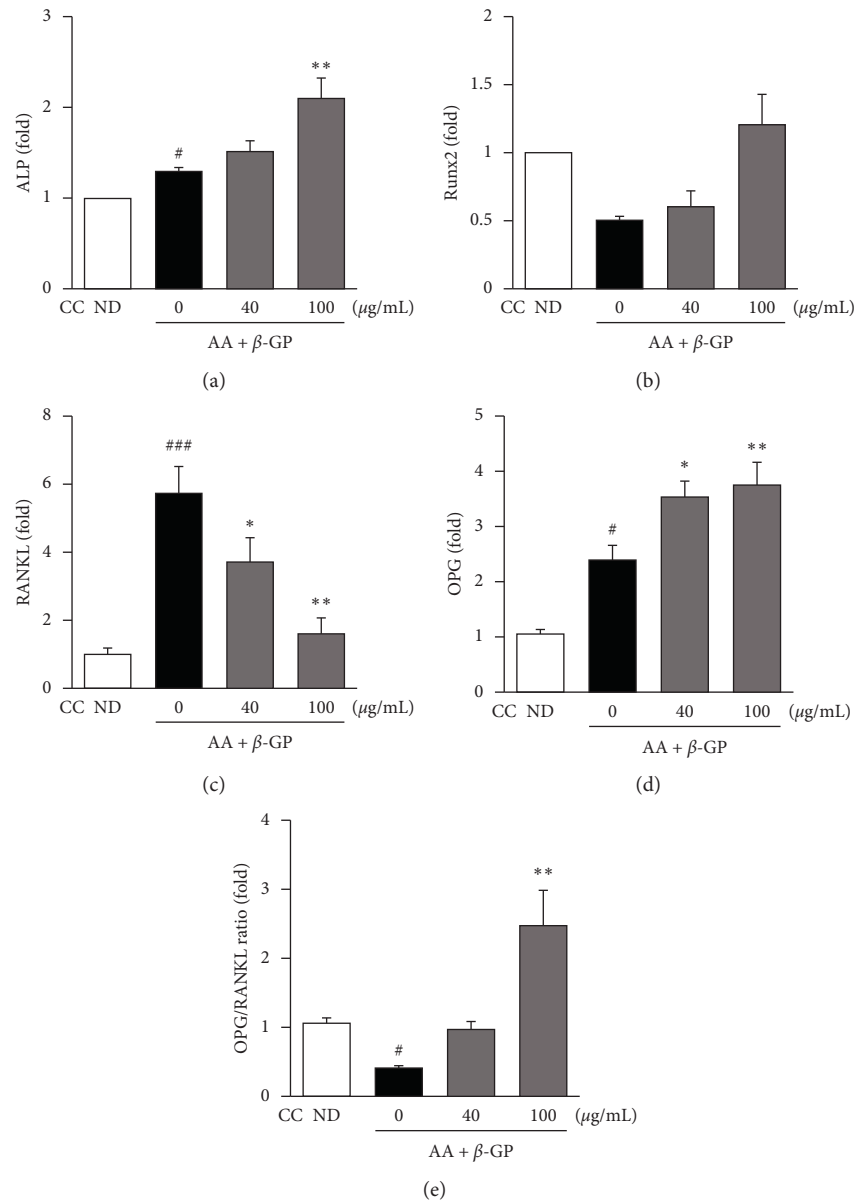 ALP (fold)
3
2
1
0
#
**
CC ND 0 40 100 (μg/mL)
AA + β-GP
(a)
Runx2 (fold)
2
1.5
1
0.5
0
CC ND 0 40 100 (μg/mL)
AA + β-GP
(b)
RANKL (fold)
8
6
4
2
0
###
*
**
CC ND 0 40 100 (μg/mL)
AA + β-GP
(c)
OPG (fold)
5
4
3
2
1
0
#
*
**
CC ND 0 40 100 (μg/mL)
AA + β-GP
(d)
OPG/RANKL ratio (fold)
4
3
2
1
0
#
**
CC ND 0 40 100 (μg/mL)
AA + β-GP
(e)